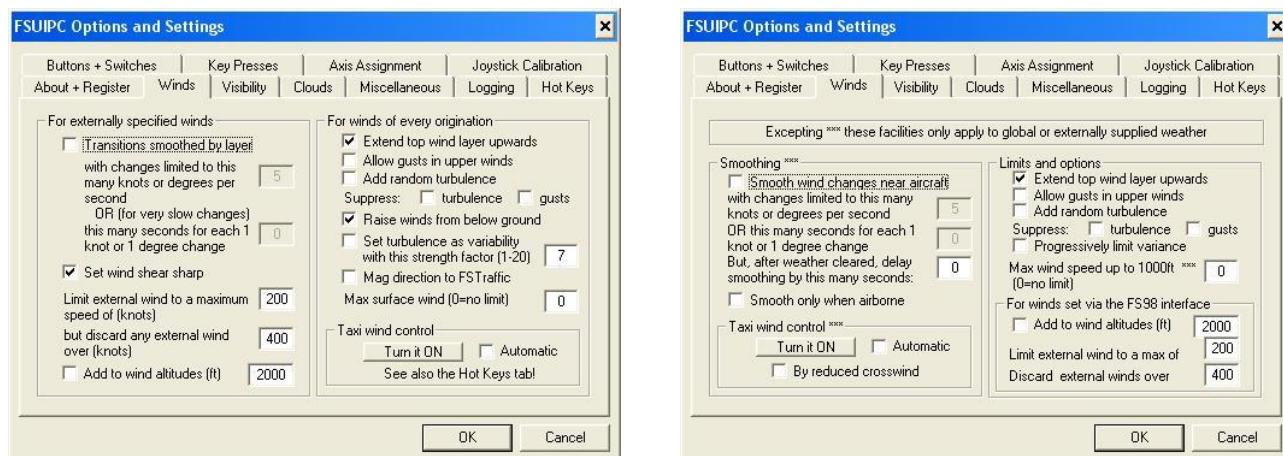 FSUIPC Options and Settings
Buttons + Switches Key Presses Axis Assignment Joystick Calibration
About + Register Winds Visibility Clouds Miscellaneous Logging Hot Keys
For externally specified winds
Transitions smoothed by layer
with changes limited to this
many knots or degrees per
second
5
OR (for very slow changes)
this many seconds for each 1
knot or 1 degree change
0
Set wind shear sharp
Limit external wind to a maximum
speed of (knots)
200
but discard any external wind
over (knots)
400
Add to wind altitudes (ft) 2000
For winds of every origination
Extend top wind layer upwards
Allow gusts in upper winds
Add random turbulence
Suppress: turbulence gusts
Raise winds from below ground
Set turbulence as variability
with this strength factor (1-20) 7
Mag direction to FSTraffic
Max surface wind (0=no limit) 0
Taxi wind control
Turn it ON Automatic
See also the Hot Keys tab!
OK Cancel
FSUIPC Options and Settings
Buttons + Switches Key Presses Axis Assignment Joystick Calibration
About + Register Winds Visibility Clouds Miscellaneous Logging Hot Keys
Excepting *** these facilities only apply to global or externally supplied weather
Smoothing ***
Smooth wind changes near aircraft
with changes limited to this many
knots or degrees per second
5
OR this many seconds for each 1
knot or 1 degree change
0
But, after weather cleared, delay
smoothing by this many seconds:
0
Smooth only when airborne
Taxi wind control ***
Turn it ON Automatic
By reduced crosswind
Limits and options
Extend top wind layer upwards
Allow gusts in upper winds
Add random turbulence
Suppress: turbulence gusts
Progressively limit variance
Max wind speed up to 1000ft ***
(0=no limit)
0
For winds set via the FS98 interface
Add to wind altitudes (ft) 2000
Limit external wind to a max of 200
Discard external winds over 400
OK Cancel